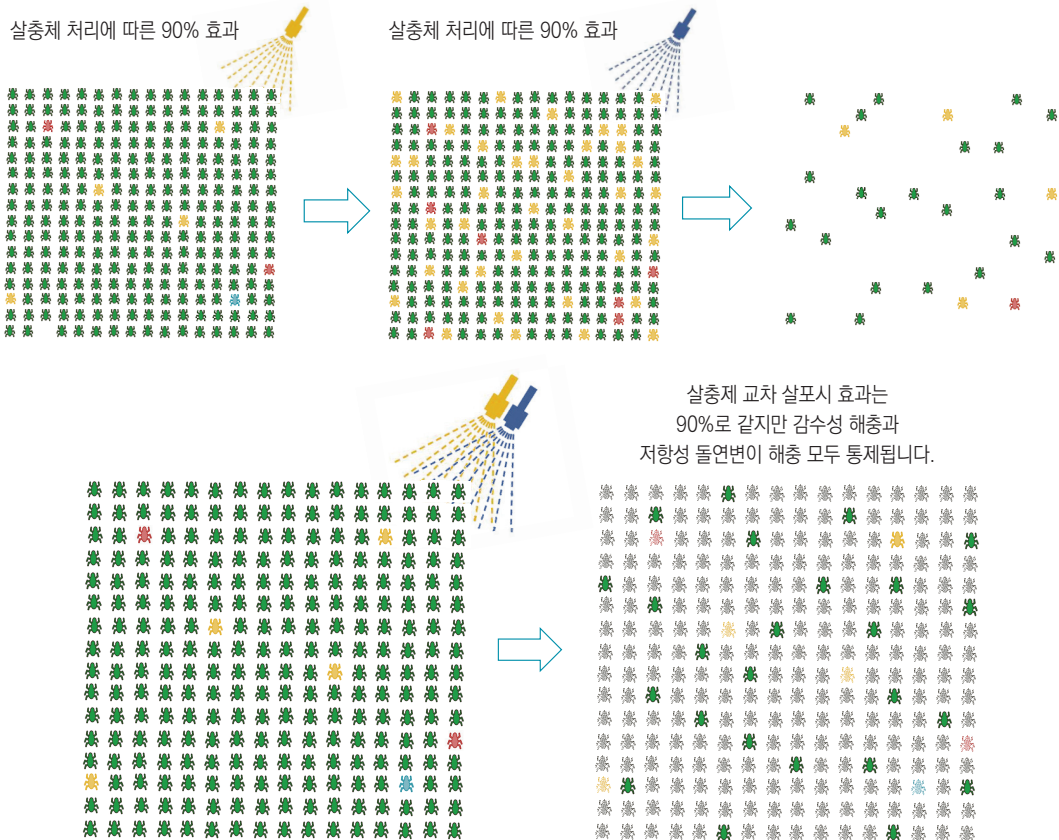 살충체 처리에 따른 90% 효과
살충체 처리에 따른 90% 효과
살충제 교차 살포시 효과는
90%로 같지만 감수성 해충과
저항성 돌연변이 해충 모두 통제됩니다.